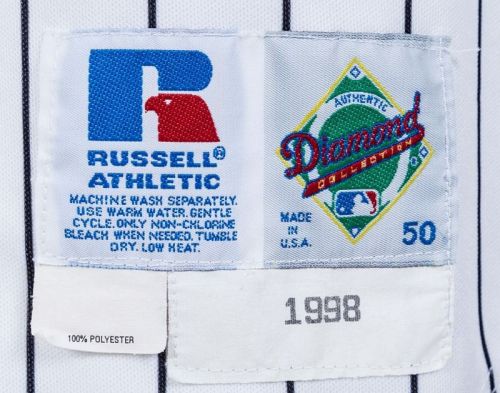 RUSSELL®
ATHLETIC
MACHINE WASH SEPARATELY.
USE WARM WATER. GENTLE
CYCLE. ONLY NON-CHLORINE
BLEACH WHEN NEEDED. TUMBLE
DRY. LOW HEAT.
AUTHENTIC
Diamond
COLLECTION
MADE IN
U.S.A.
50
100% POLYESTER
1998